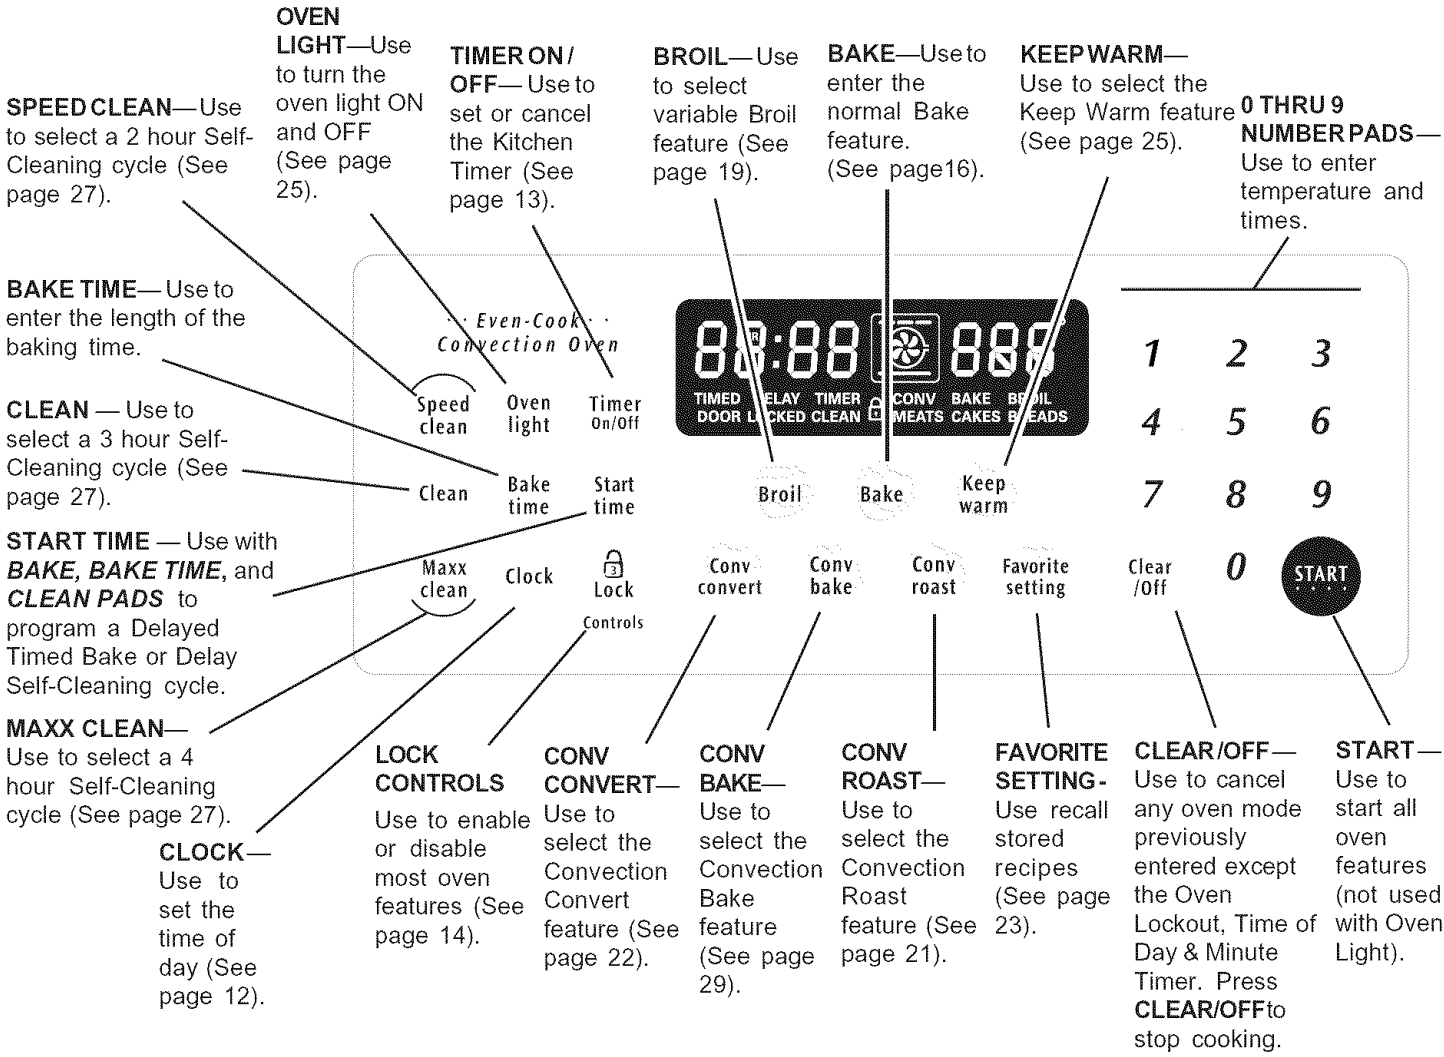 OVEN
LIGHT—Use
to turn the
oven light ON
and OFF
(See page
25).
TIMER ON /
OFF— Use to
set or cancel
the Kitchen
Timer (See
page 13).
BROIL— Use
to select
variable Broil
feature (See
page 19).
BAKE—Use to
enter the
normal Bake
feature.
(See page16).
KEEP WARM—
Use to select the
Keep Warm feature
(See page 25).
0 THRU 9
NUMBER PADS—
Use to enter
temperature and
times.
SPEED CLEAN— Use
to select a 2 hour Self-
Cleaning cycle (See
page 27).
BAKE TIME— Use to
enter the length of the
baking time.
CLEAN — Use to
select a 3 hour Self-
Cleaning cycle (See
page 27).
START TIME — Use with
BAKE, BAKE TIME, and
CLEAN PADS to
program a Delayed
Timed Bake or Delay
Self-Cleaning cycle.
MAXX CLEAN—
Use to select a 4
hour Self-Cleaning
cycle (See page 27).
CLOCK—
Use to
set the
time of
day (See
page 12).
· · Even-Cook · ·
Convection Oven
Speed
clean
Oven
light
Timer
On/Off
Clean
Bake
time
Start
time
Maxx
clean
Clock
3
Lock
Controls
88:88 888°
TIMED DELAY TIMER CONV BAKE BROIL
DOOR LOCKED CLEAN MEATS CAKES BREADS
Broil
Bake
Keep
warm
Conv
convert
Conv
bake
Conv
roast
Favorite
setting
Clear
/Off
1 2 3
4 5 6
7 8 9
0
START
LOCK
CONTROLS
Use to enable
or disable
most oven
features (See
page 14).
CONV
CONVERT—
Use to
select the
Convection
Convert
feature (See
page 22).
CONV
BAKE—
Use to
select the
Convection
Bake
feature
(See page
29).
CONV
ROAST—
Use to
select the
Convection
Roast
feature (See
page 21).
FAVORITE
SETTING-
Use recall
stored
recipes
(See page
23).
CLEAR/OFF—
Use to cancel
any oven mode
previously
entered except
the Oven
Lockout, Time of
Day & Minute
Timer. Press
CLEAR/OFF to
stop cooking.
START—
Use to
start all
oven
features
(not used
with Oven
Light).